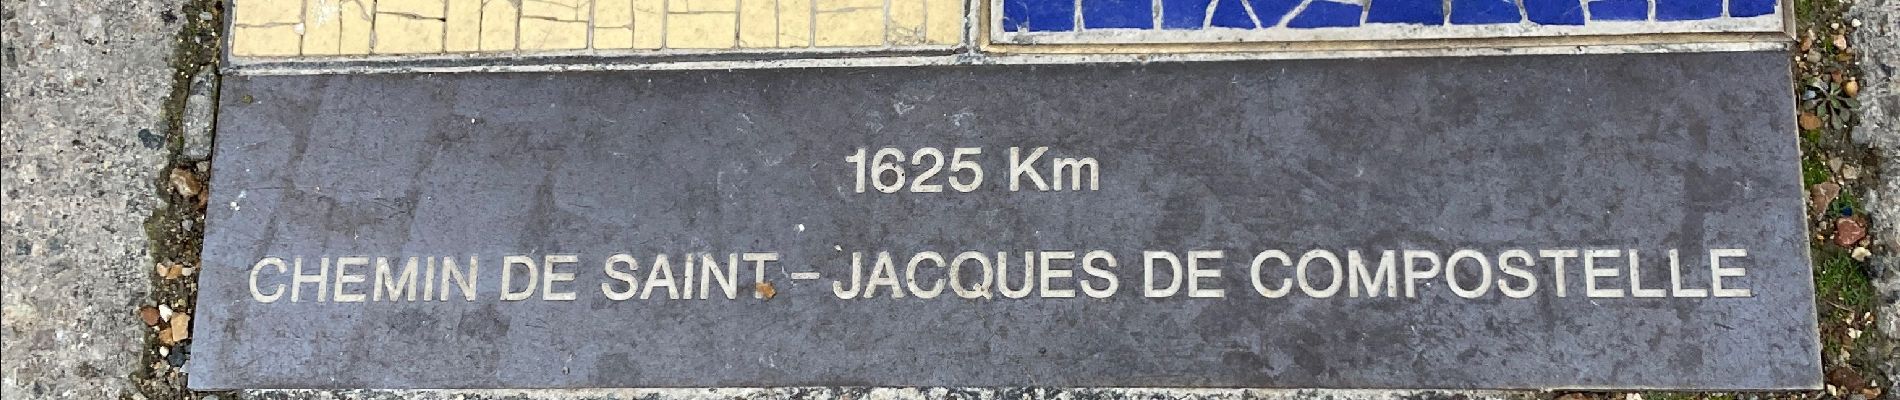 1625 Km
CHEMIN DE SAINT-JACQUES DE COMPOSTELLE